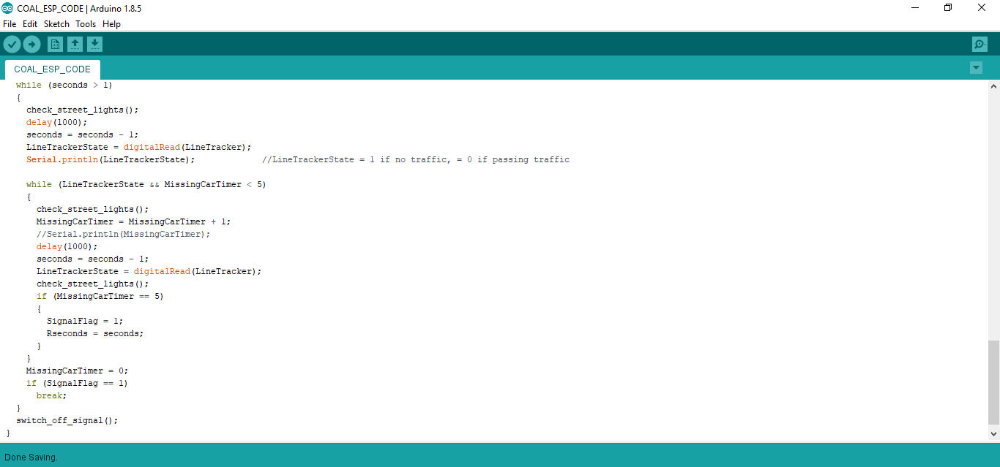 COAL_ESP_CODE | Arduino 1.8.5
File Edit Sketch Tools Help
COAL_ESP_CODE
while (seconds > 1)
{
check_street_lights();
delay(1000);
seconds = seconds - 1;
LineTrackerState = digitalRead(LineTracker);
Serial.println(LineTrackerState); //LineTrackerState = 1 if no traffic, = 0 if passing traffic
while (LineTrackerState && MissingCarTimer < 5)
{
check_street_lights();
MissingCarTimer = MissingCarTimer + 1;
//Serial.println(MissingCarTimer);
delay(1000);
seconds = seconds - 1;
LineTrackerState = digitalRead(LineTracker);
check_street_lights();
if (MissingCarTimer == 5)
{
SignalFlag = 1;
Rseconds = seconds;
}
}
MissingCarTimer = 0;
if (SignalFlag == 1)
break;
}
switch_off_signal();
}
Done Saving.